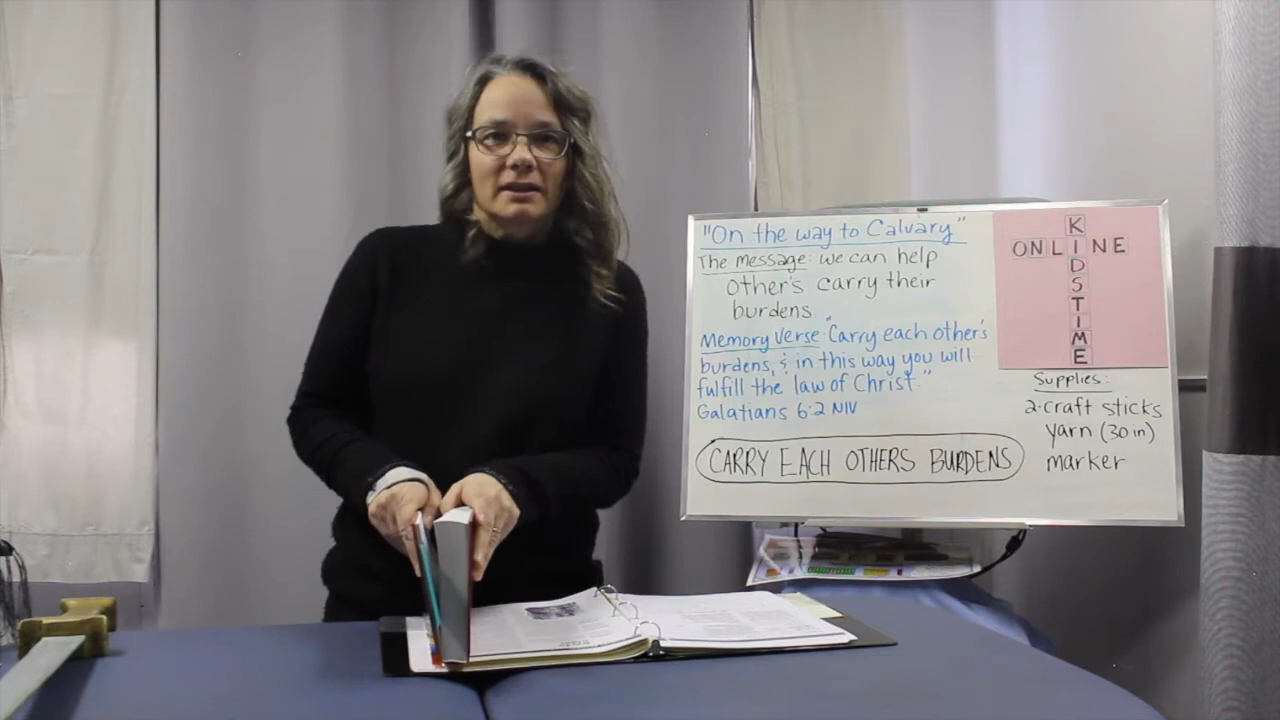 "On the way to Calvary"
The Message: we can help
other's carry their
burdens
Memory Verse: "Carry each other's
burdens, & in this way you will
fulfill the law of Christ."
Galatians 6:2 NIV
CARRY EACH OTHERS BURDENS
ONLINE
KIDSTIME
Supplies:
2-craft sticks
yarn (30 in)
marker